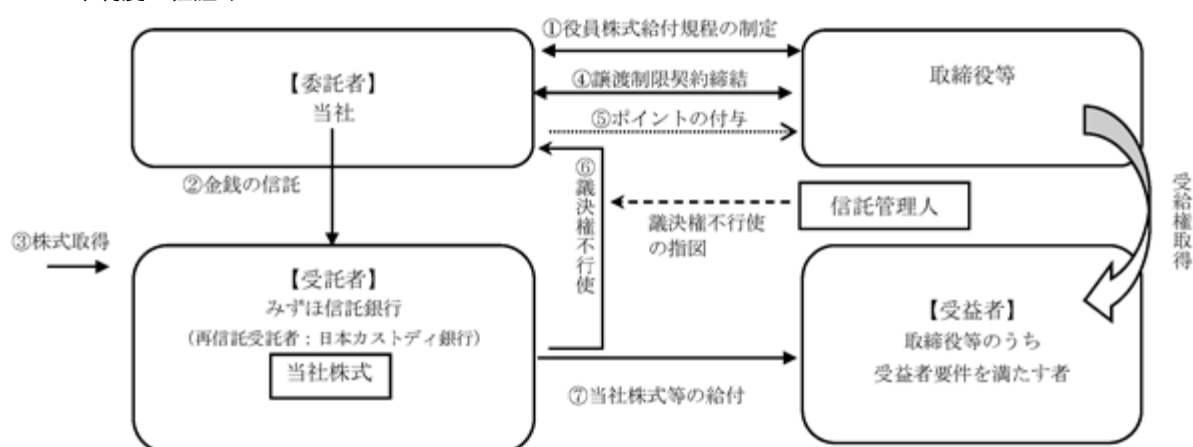 ①役員株式給付規程の制定
④譲渡制限契約締結
⑤ポイントの付与
【委託者】
当社
取締役等
②金銭の信託
⑥議決権不行使
議決権不行使
の指図
信託管理人
受給権取得
③株式取得
【受託者】
みずほ信託銀行
(再信託受託者：日本カストディ銀行)
当社株式
⑦当社株式等の給付
【受益者】
取締役等のうち
受益者要件を満たす者